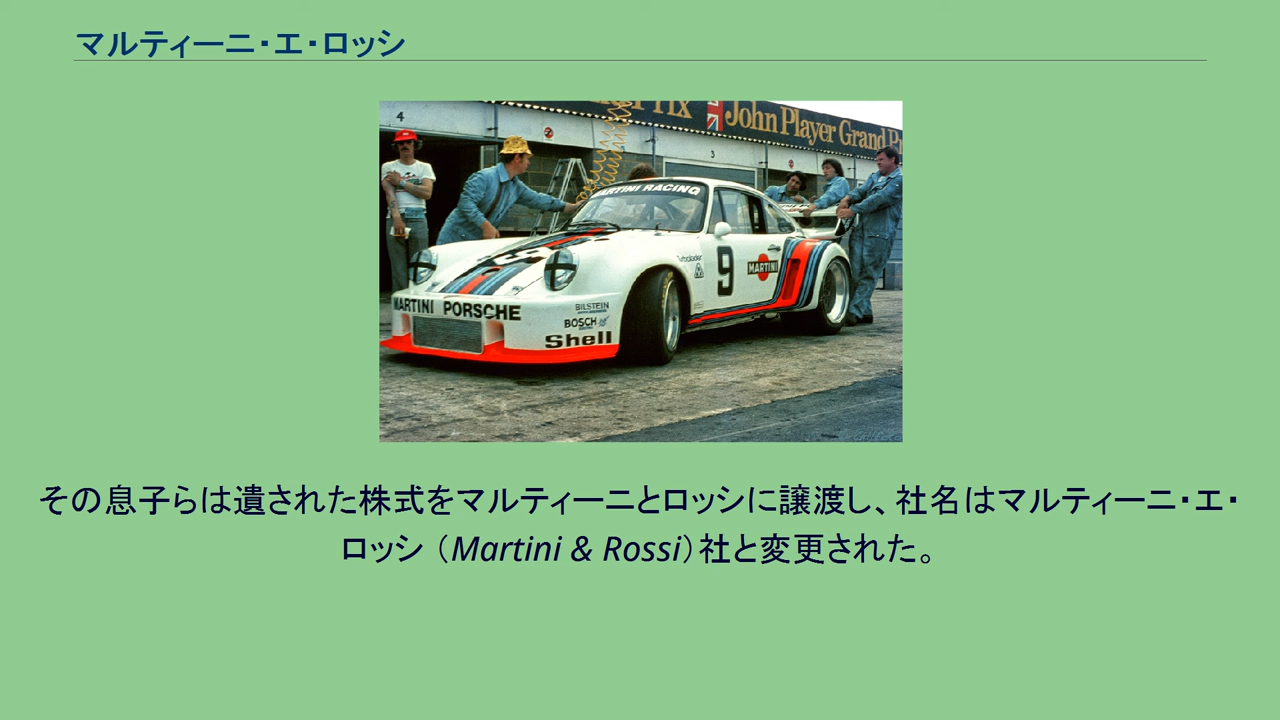 マルティーニ・エ・ロッシ
John Player Grand Pr
4
3
MARTINI RACING
9
MARTINI
MARTINI PORSCHE
BILSTEIN
BOSCH
Shell
その息子らは遺された株式をマルティーニとロッシに譲渡し、社名はマルティーニ・エ・
ロッシ（Martini & Rossi）社と変更された。